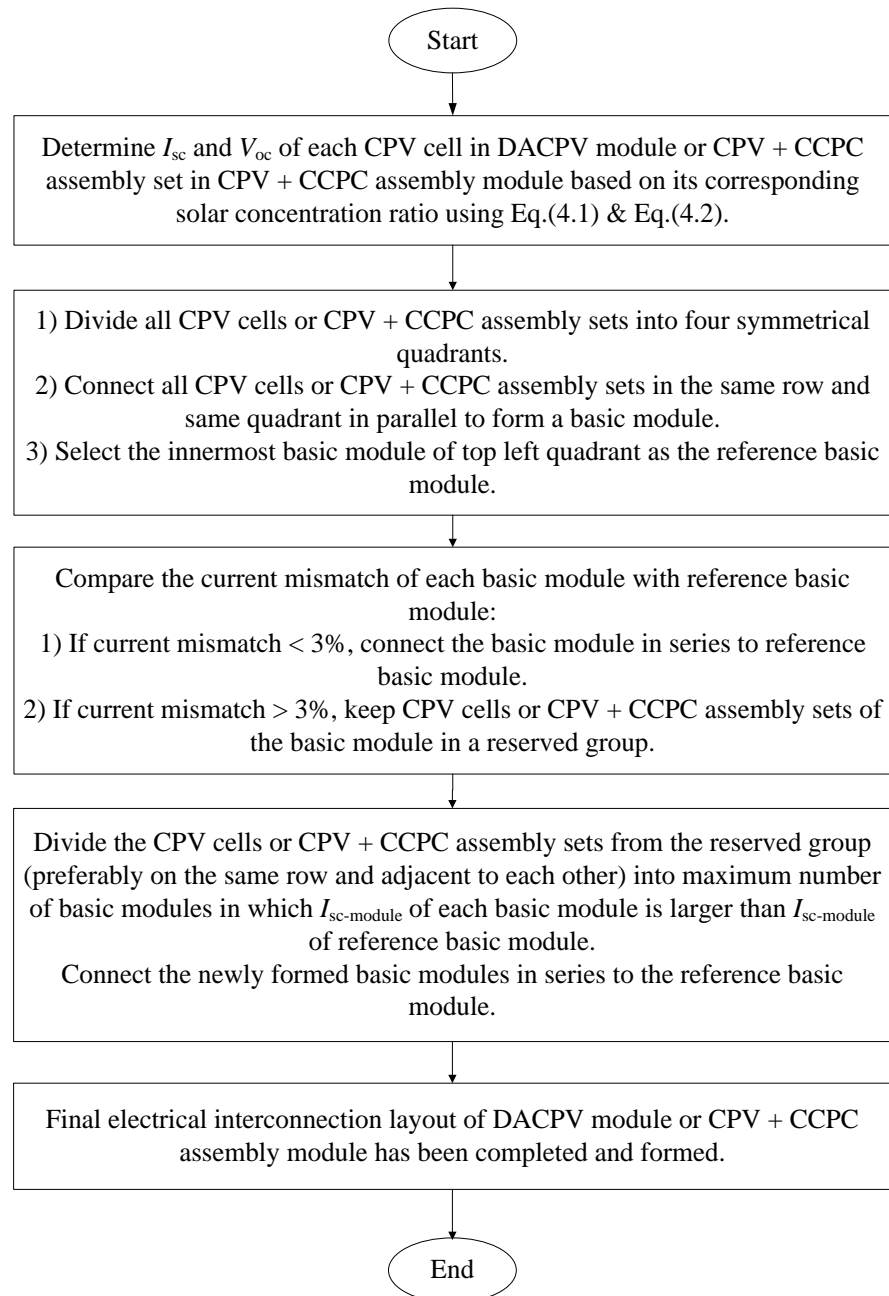 Start
Determine Isc and Voc of each CPV cell in DACPV module or CPV + CCPC
assembly set in CPV + CCPC assembly module based on its corresponding
solar concentration ratio using Eq.(4.1) & Eq.(4.2).
1) Divide all CPV cells or CPV + CCPC assembly sets into four symmetrical
quadrants.
2) Connect all CPV cells or CPV + CCPC assembly sets in the same row and
same quadrant in parallel to form a basic module.
3) Select the innermost basic module of top left quadrant as the reference basic
module.
Compare the current mismatch of each basic module with reference basic
module:
1) If current mismatch < 3%, connect the basic module in series to reference
basic module.
2) If current mismatch > 3%, keep CPV cells or CPV + CCPC assembly sets of
the basic module in a reserved group.
Divide the CPV cells or CPV + CCPC assembly sets from the reserved group
(preferably on the same row and adjacent to each other) into maximum number
of basic modules in which Isc-module of each basic module is larger than Isc-module
of reference basic module.
Connect the newly formed basic modules in series to the reference basic
module.
Final electrical interconnection layout of DACPV module or CPV + CCPC
assembly module has been completed and formed.
End